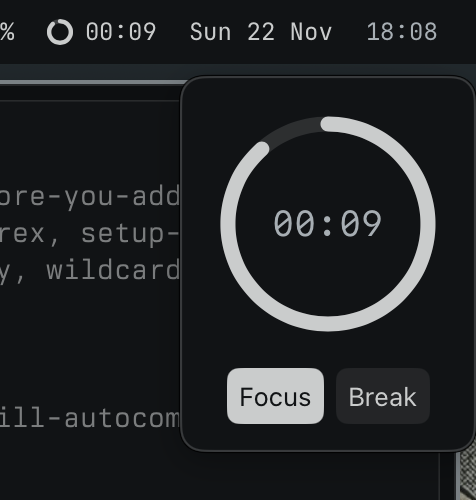 % 00:09 Sun 22 Nov 18:08
ore-you-add
rex, setup-
y, wildcard
00:09
ill-autocom
Focus Break